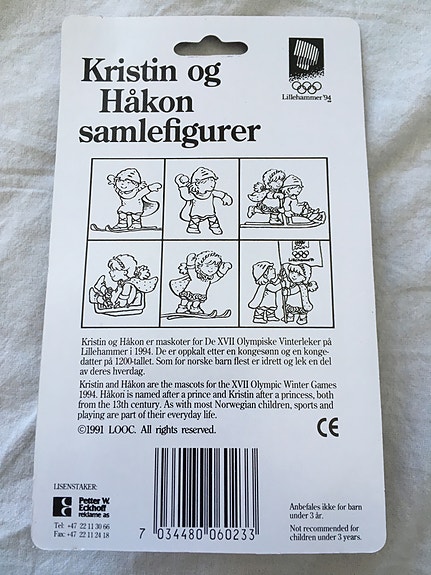 Kristin og
Håkon
samlefigurer
Lillehammer '94
Kristin og Håkon er maskoter for De XVII Olympiske Vinterleker på
Lillehammer i 1994. De er oppkalt etter en kongesønn og en konge-
datter på 1200-tallet. Som for norske barn flest er idrett og lek en del
av deres hverdag.
Kristin and Håkon are the mascots for the XVII Olympic Winter Games
1994. Håkon is named after a prince and Kristin after a princess, both
from the 13th century. As with most Norwegian children, sports and
playing are part of their everyday life.
©1991 LOOC. All rights reserved.
CE
LISENSTAKER:
Petter W.
Eckhoff
reklame as
Tel: +47 22 11 30 66
Fax: +47 22 11 24 18
7 034480 060233
Anbefales ikke for barn
under 3 år.
Not recommended for
children under 3 years.